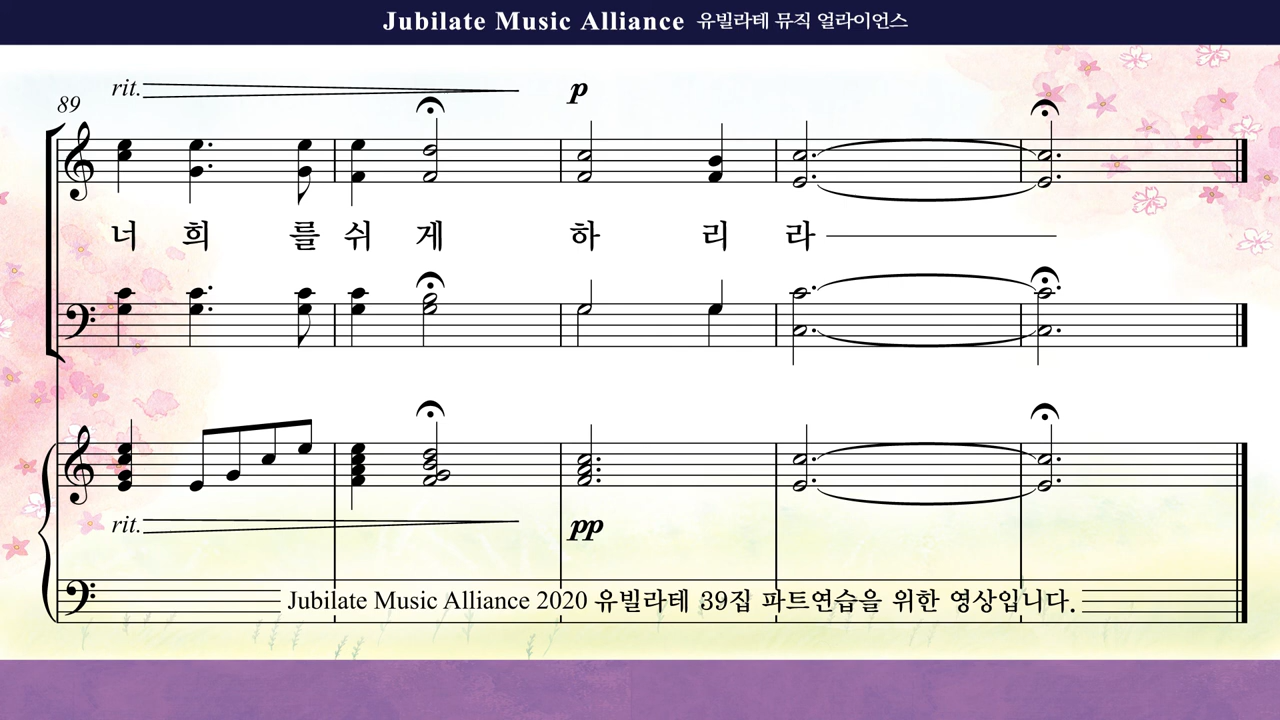 Jubilate Music Alliance 유빌라테 뮤직 얼라이언스
rit.
p
89
너 희 를 쉬 게 하 리 라
rit.
pp
Jubilate Music Alliance 2020 유빌라테 39집 파트연습을 위한 영상입니다.